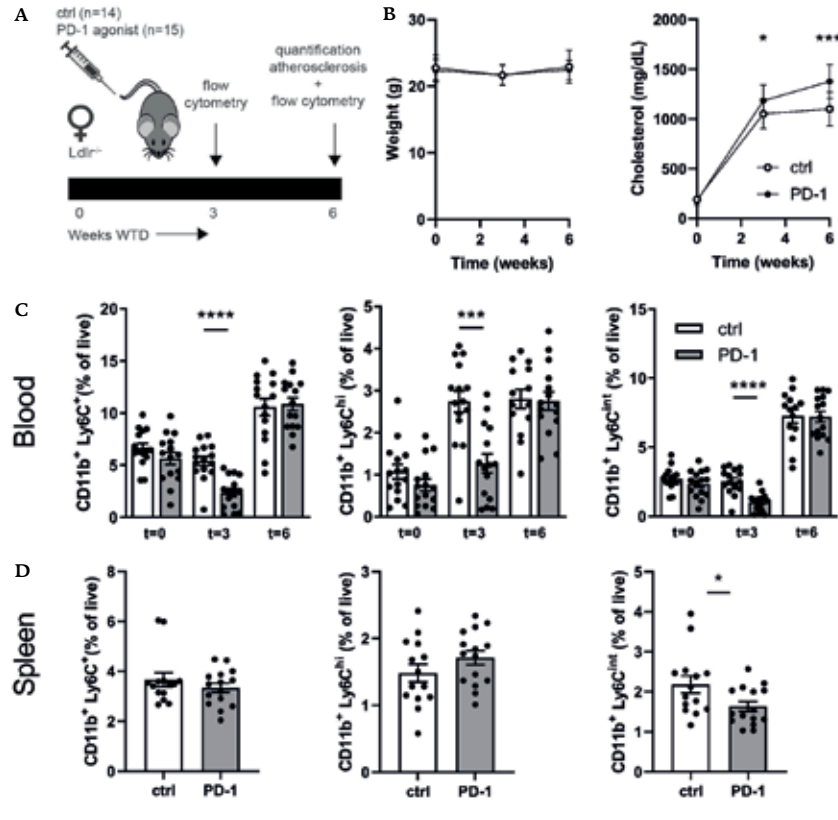 A
ctrl (n=14)
PD-1 agonist (n=15)
Ldlr-/-
flow
cytometry
quantification
atherosclerosis
+
flow cytometry
0 3 6
Weeks WTD
B
Weight (g)
30
20
10
0
0 2 4 6
Time (weeks)
Cholesterol (mg/dL)
2000
1500
1000
500
0
* ***
ctrl
PD-1
0 2 4 6
Time (weeks)
C
Blood
CD11b+ Ly6C+(% of live)
20
15
10
5
0
****
t=0 t=3 t=6
CD11b+ Ly6Chi (% of live)
5
4
3
2
1
0
***
t=0 t=3 t=6
CD11b+ Ly6Cint (% of live)
15
10
5
0
ctrl
PD-1
****
t=0 t=3 t=6
D
Spleen
CD11b+ Ly6C+(% of live)
8
6
4
2
0
ctrl PD-1
CD11b+ Ly6Chi (% of live)
3
2
1
0
ctrl PD-1
CD11b+ Ly6Cint (% of live)
5
4
3
2
1
0
*
ctrl PD-1